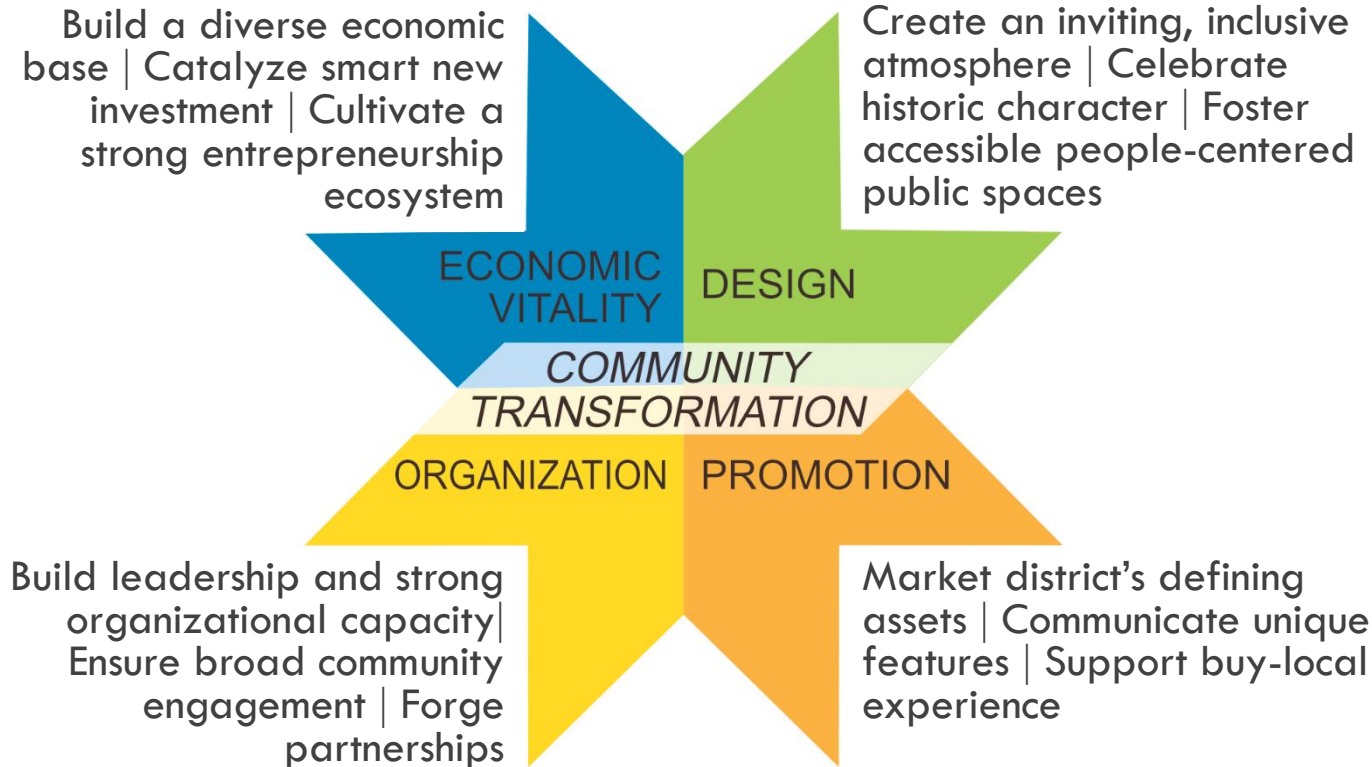 Build a diverse economic
base | Catalyze smart new
investment | Cultivate a
strong entrepreneurship
ecosystem
Create an inviting, inclusive
atmosphere | Celebrate
historic character | Foster
accessible people-centered
public spaces
ECONOMIC
VITALITY
DESIGN
COMMUNITY
TRANSFORMATION
ORGANIZATION
PROMOTION
Build leadership and strong
organizational capacity|
Ensure broad community
engagement | Forge
partnerships
Market district’s defining
assets | Communicate unique
features | Support buy-local
experience